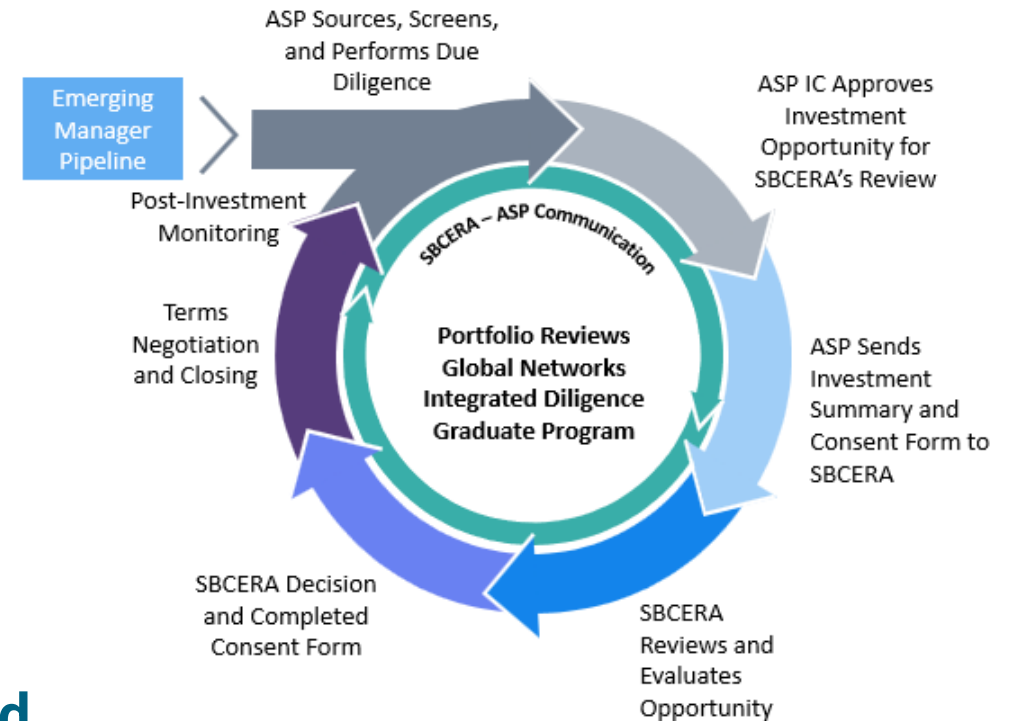 ASP Sources, Screens,
and Performs Due
Diligence
Emerging
Manager
Pipeline
ASP IC Approves
Investment
Opportunity for
SBCERA's Review
Post-Investment
Monitoring
SBCERA – ASP Communication
Terms
Negotiation
and Closing
Portfolio Reviews
Global Networks
Integrated Diligence
Graduate Program
ASP Sends
Investment
Summary and
Consent Form to
SBCERA
SBCERA Decision
and Completed
Consent Form
SBCERA
Reviews and
Evaluates
Opportunity